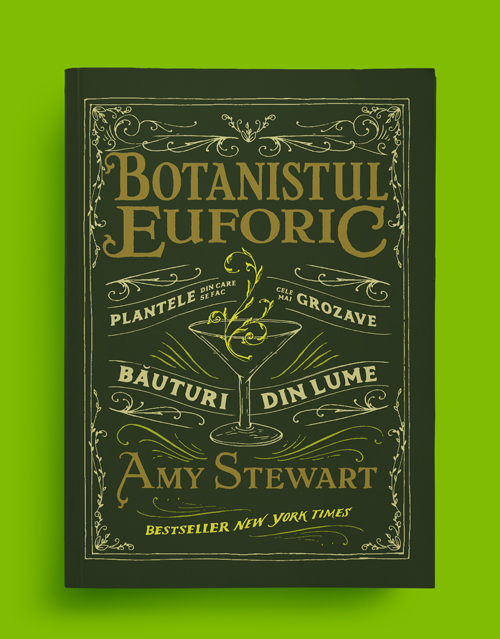 BOTANISTUL
EUFORIC
PLANTELE DIN CARE SE FAC CELE MAI GROZAVE
BĂUTURI DIN LUME
AMY STEWART
BESTSELLER NEW YORK TIMES